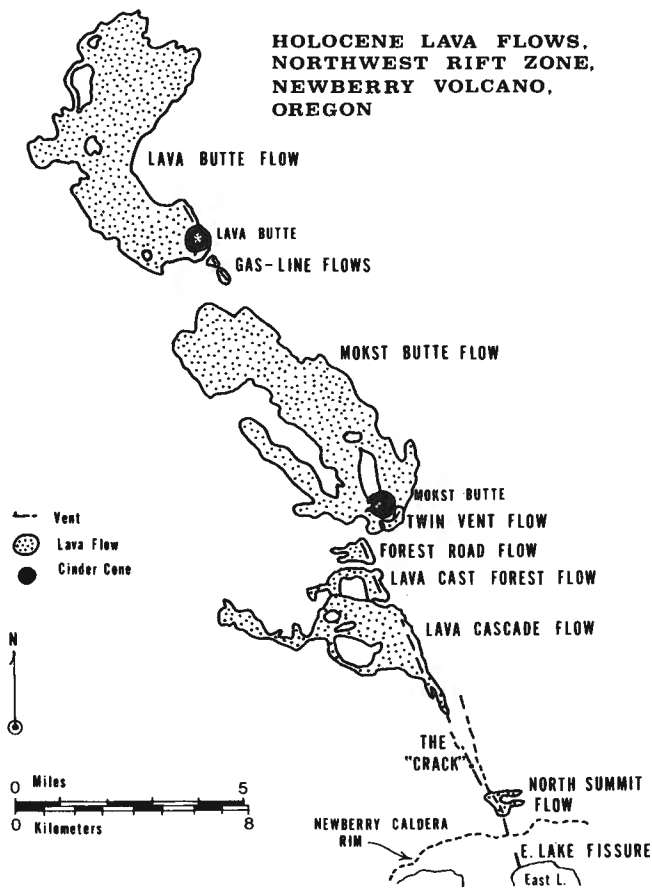 HOLOCENE LAVA FLOWS,
NORTHWEST RIFT ZONE,
NEWBERRY VOLCANO,
OREGON
LAVA BUTTE FLOW
LAVA BUTTE
GAS-LINE FLOWS
MOKST BUTTE FLOW
MOKST BUTTE
TWIN VENT FLOW
Vent
Lava Flow
Cinder Cone
FOREST ROAD FLOW
LAVA CAST FOREST FLOW
LAVA CASCADE FLOW
N
THE
"CRACK"
0 Miles 5
0 Kilometers 8
NORTH SUMMIT
FLOW
NEWBERRY CALDERA
RIM
E. LAKE FISSURE
East L.